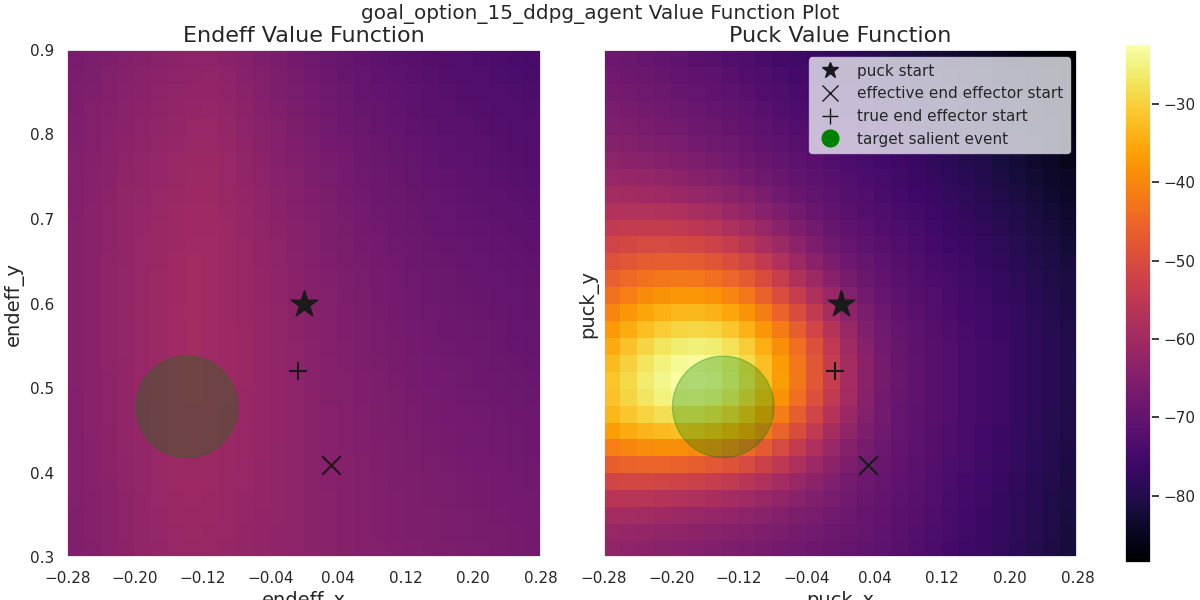 goal_option_15_ddpg_agent Value Function Plot
Endeff Value Function
Puck Value Function
puck start
effective end effector start
true end effector start
target salient event
0.9
0.8
0.7
0.6
0.5
0.4
0.3
endeff_y
−0.28 −0.20 −0.12 −0.04 0.04 0.12 0.20 0.28
endeff_x
puck_y
−0.28 −0.20 −0.12 −0.04 0.04 0.12 0.20 0.28
puck_x
−30
−40
−50
−60
−70
−80